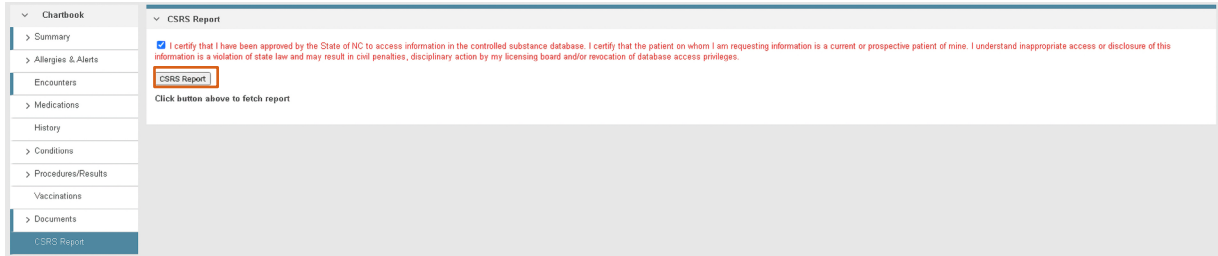 Chartbook
Summary
Allergies & Alerts
Encounters
Medications
History
Conditions
Procedures/Results
Vaccinations
Documents
CSRS Report
CSRS Report
I certify that I have been approved by the State of NC to access information in the controlled substance database. I certify that the patient on whom I am requesting information is a current or prospective patient of mine. I understand inappropriate access or disclosure of this
information is a violation of state law and may result in civil penalties, disciplinary action by my licensing board and/or revocation of database access privileges.
CSRS Report
Click button above to fetch report